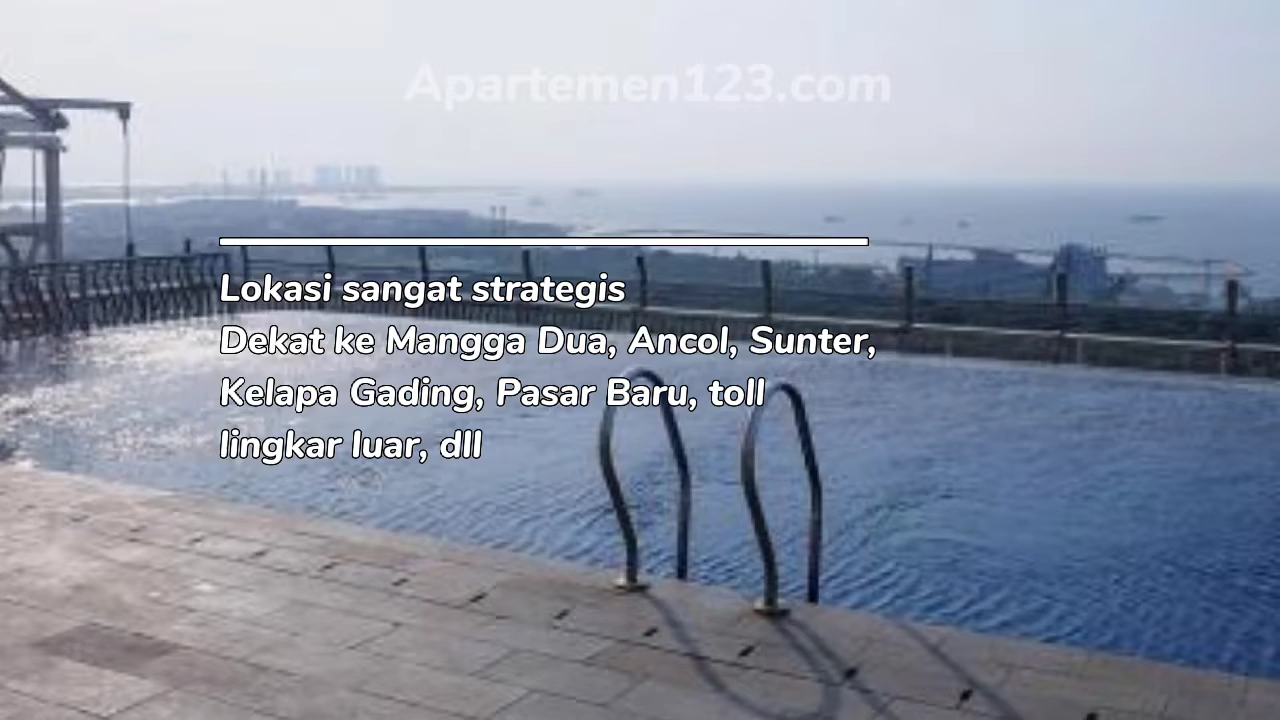 Apartemen123.com
Lokasi sangat strategis
Dekat ke Mangga Dua, Ancol, Sunter,
Kelapa Gading, Pasar Baru, toll
lingkar luar, dll